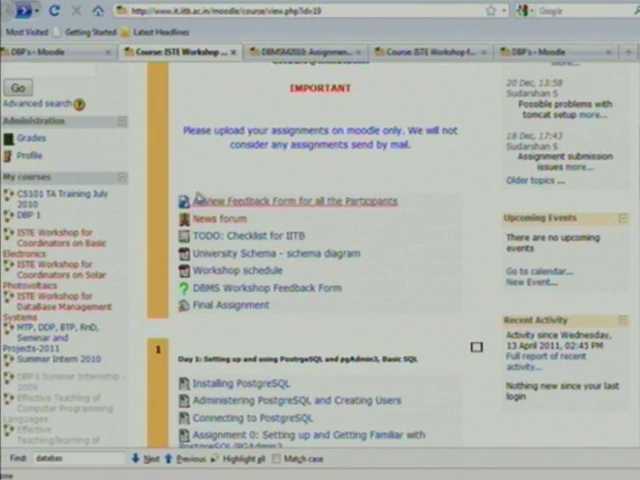 http://www.it.iitb.ac.in/moodle/course/view.php?id=19
Google
Most Visited Getting Started Latest Headlines
DBP's - Moodle
Course: ISTE Workshop ...
DBMSM2010: Assignmen...
Course: ISTE Workshop f...
DBP's - Moodle
Go
Advanced search
Administration
Grades
Profile
My courses
CS101 TA Training July
2010
DBP 1
ISTE Workshop for
Coordinators on Basic
Electronics
ISTE Workshop for
Coordinators on Solar
Photovoltaics
ISTE Workshop for
DataBase Management
Systems
MTP, DDP, BTP, RnD,
Seminar and
Projects-2011
Summer Intern 2010
DBP's Summer Internship -
2009
Effective Teaching of
Computer Programming
Languages
Effective
Teaching/learning of
IMPORTANT
Please upload your assignments on moodle only. We will not
consider any assignments send by mail.
View Feedback Form for all the Participants
News forum
TODO: Checklist for IITB
University Schema - schema diagram
Workshop schedule
DBMS Workshop Feedback Form
Final Assignment
1
Day 1: Setting up and using PostgreSQL and pgAdmin3, Basic SQL
Installing PostgreSQL
Administering PostgreSQL and Creating Users
Connecting to PostgreSQL
Assignment 0: Setting up and Getting Familiar with
PostgreSQL/PGAdmin3
more...
20 Dec, 13:58
Sudarshan S
Possible problems with
tomcat setup more...
18 Dec, 17:43
Sudarshan S
Assignment submission
issues more...
Older topics ...
Upcoming Events
There are no upcoming
events
Go to calendar...
New Event...
Recent Activity
Activity since Wednesday,
13 April 2011, 02:45 PM
Full report of recent
activity...
Nothing new since your last
login
Find: databas Next Previous Highlight all Match case